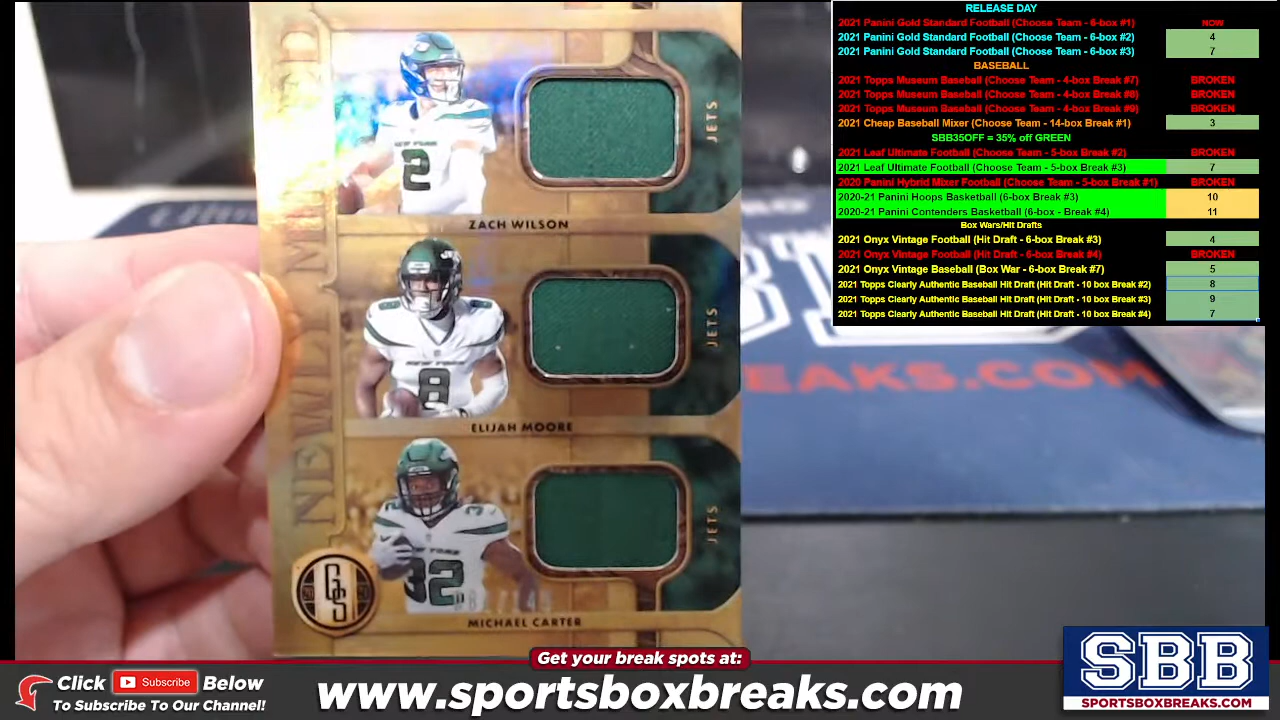 NEW
ZACH WILSON
JETS
2
ELIJAH MOORE
JETS
8
MICHAEL CARTER
JETS
32
GS
RELEASE DAY
2021 Panini Gold Standard Football (Choose Team - 6-box #1) NOW
2021 Panini Gold Standard Football (Choose Team - 6-box #2) 4
2021 Panini Gold Standard Football (Choose Team - 6-box #3) 7
BASEBALL
2021 Topps Museum Baseball (Choose Team - 4-box Break #7) BROKEN
2021 Topps Museum Baseball (Choose Team - 4-box Break #8) BROKEN
2021 Topps Museum Baseball (Choose Team - 4-box Break #9) BROKEN
2021 Cheap Baseball Mixer (Choose Team - 14-box Break #1) 3
SBB35OFF = 35% off GREEN
2021 Leaf Ultimate Football (Choose Team - 5-box Break #2) BROKEN
2021 Leaf Ultimate Football (Choose Team - 5-box Break #3) 7
2020 Panini Hybrid Mixer Football (Choose Team - 5-box Break #1) BROKEN
2020-21 Panini Hoops Basketball (6-box Break #3) 10
2020-21 Panini Contenders Basketball (6-box - Break #4) 11
Box Wars/Hit Drafts
2021 Onyx Vintage Football (Hit Draft - 6-box Break #3) 4
2021 Onyx Vintage Football (Hit Draft - 6-box Break #4) BROKEN
2021 Onyx Vintage Baseball (Box War - 6-box Break #7) 5
2021 Topps Clearly Authentic Baseball Hit Draft (Hit Draft - 10 box Break #2) 8
2021 Topps Clearly Authentic Baseball Hit Draft (Hit Draft - 10 box Break #3) 9
2021 Topps Clearly Authentic Baseball Hit Draft (Hit Draft - 10 box Break #4) 7
EAKS.COM
Get your break spots at:
Click Subscribe Below
To Subscribe To Our Channel!
www.sportsboxbreaks.com
SBB
SPORTSBOXBREAKS.COM